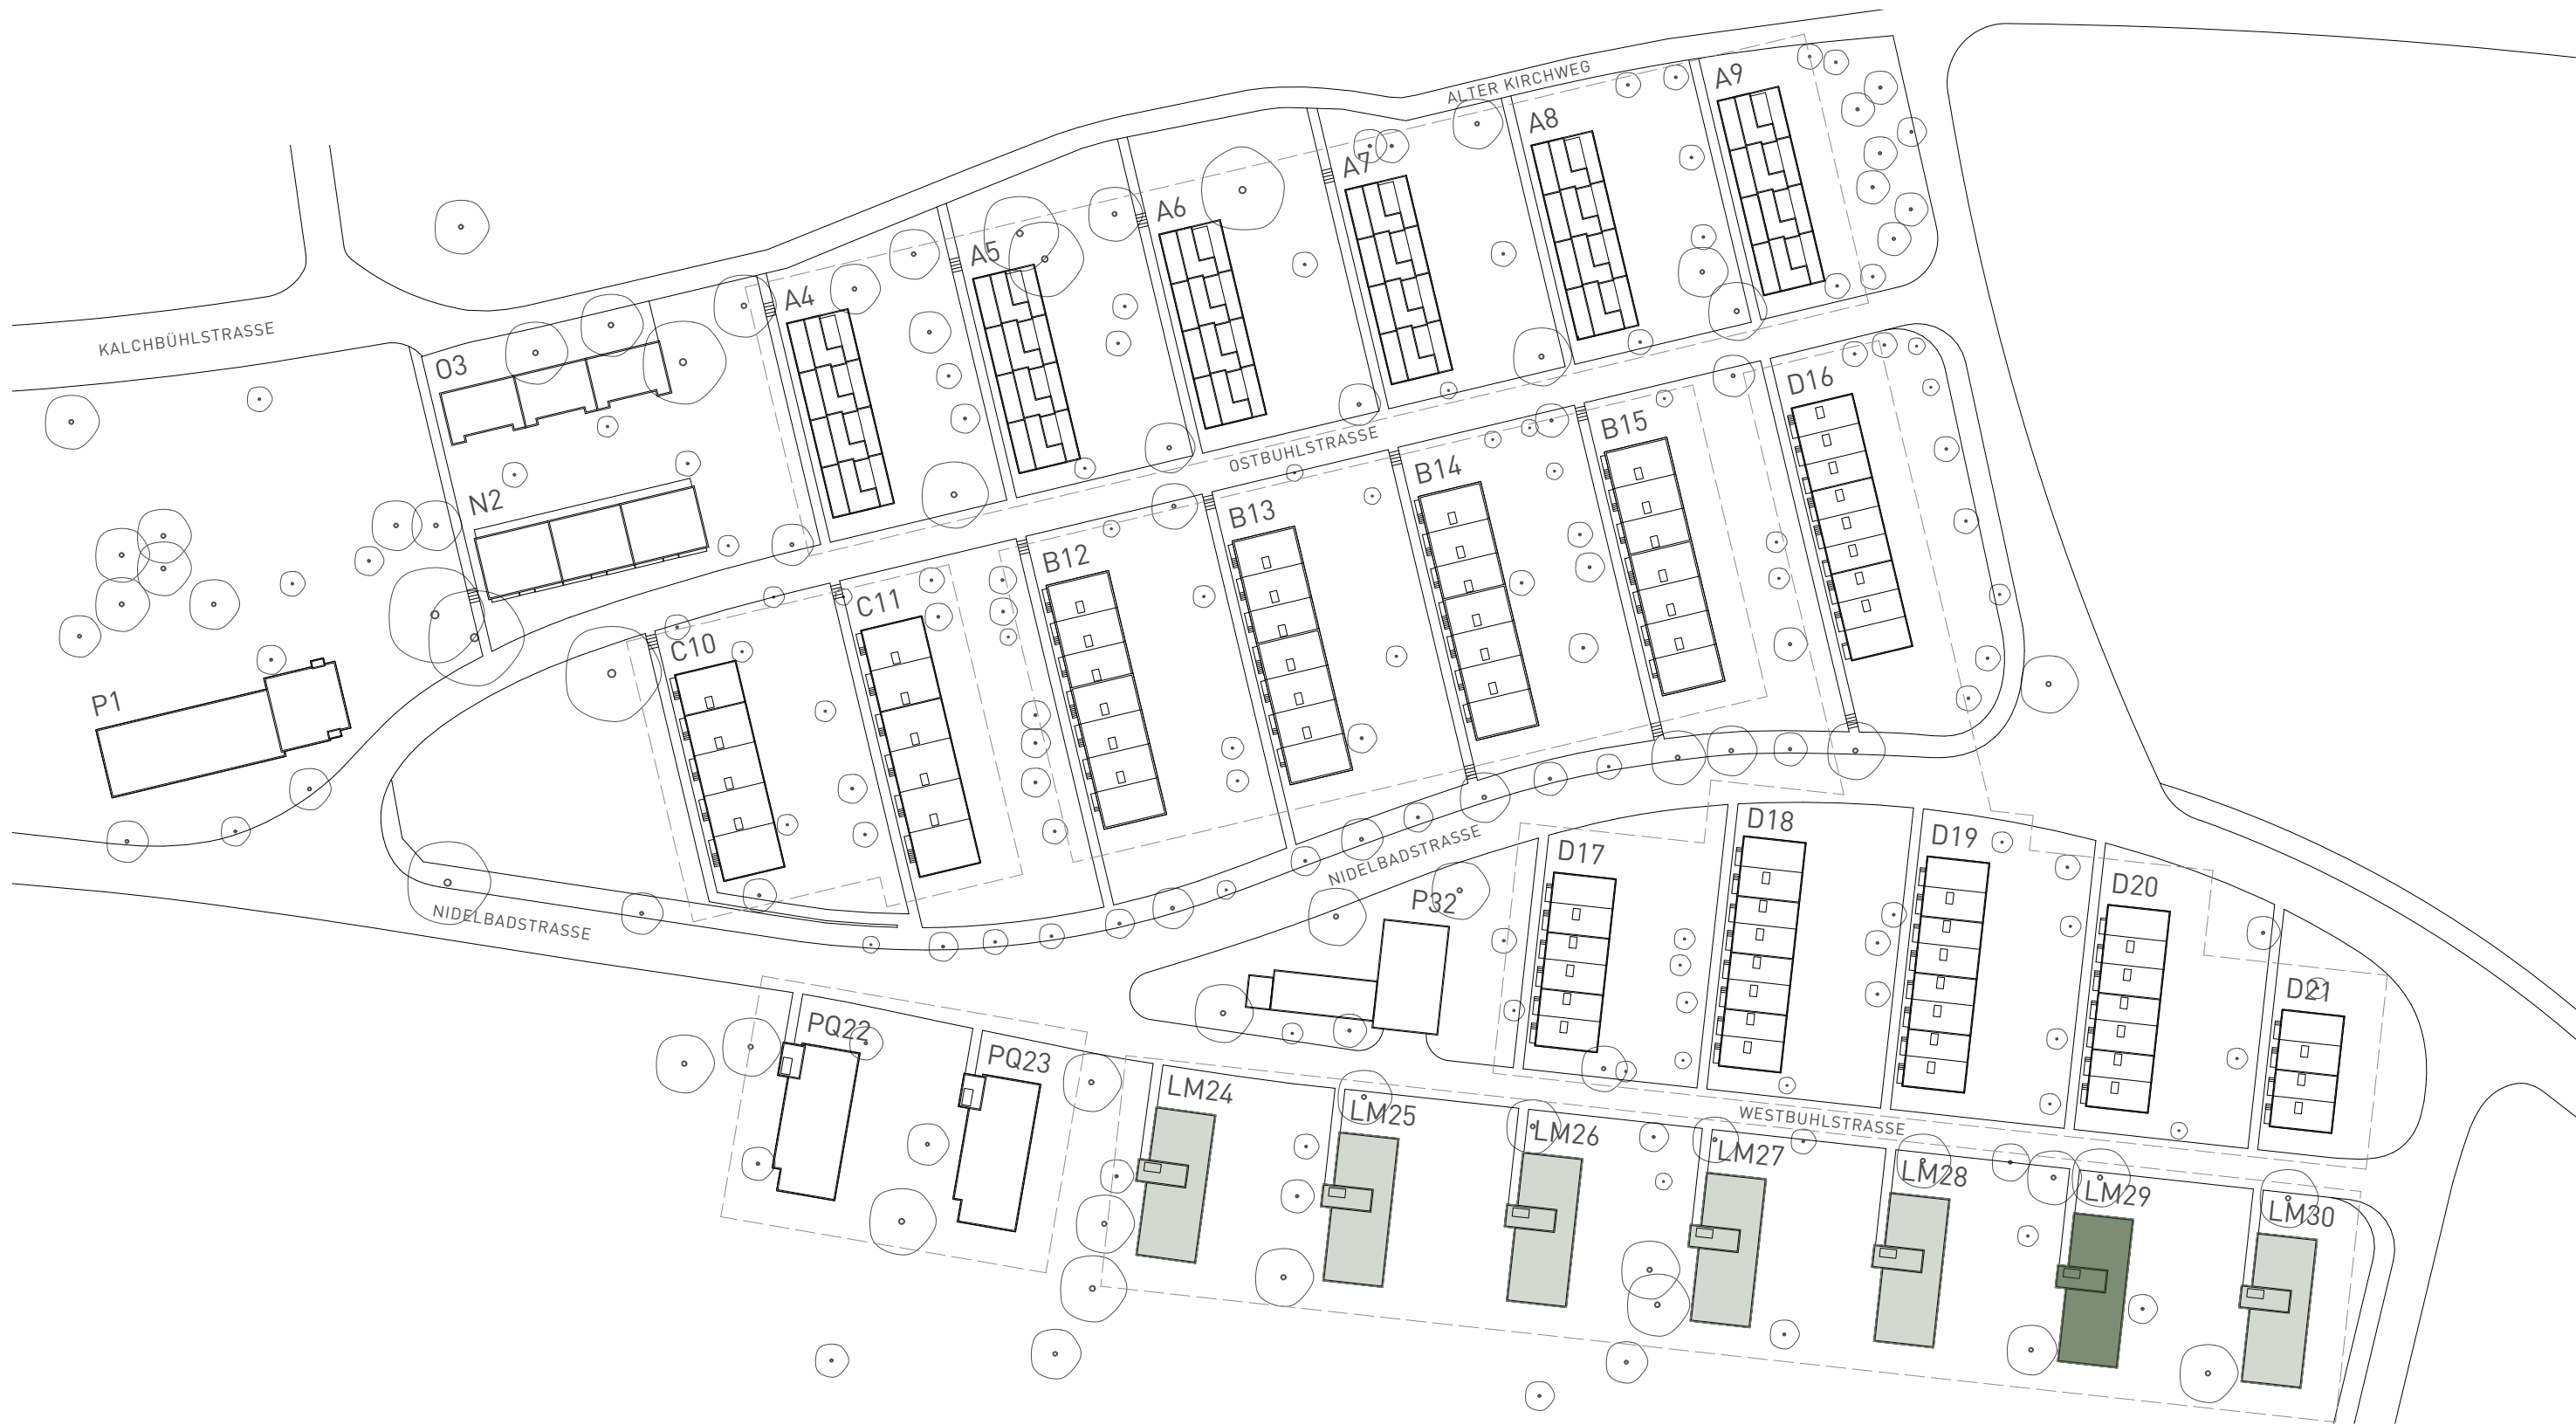 ALTER KIRCHWEG
A9
A8
A7
A6
A5
A4
KALCHBÜHLSTRASSE
O3
N2
P1
OSTBUHLSTRASSE
D16
B15
B14
B13
B12
C11
C10
NIDELBADSTRASSE
NIDELBADSTRASSE
P32
D17
D18
D19
D20
D21
PQ22
PQ23
WESTBUHLSTRASSE
LM24
LM25
LM26
LM27
LM28
LM29
LM30